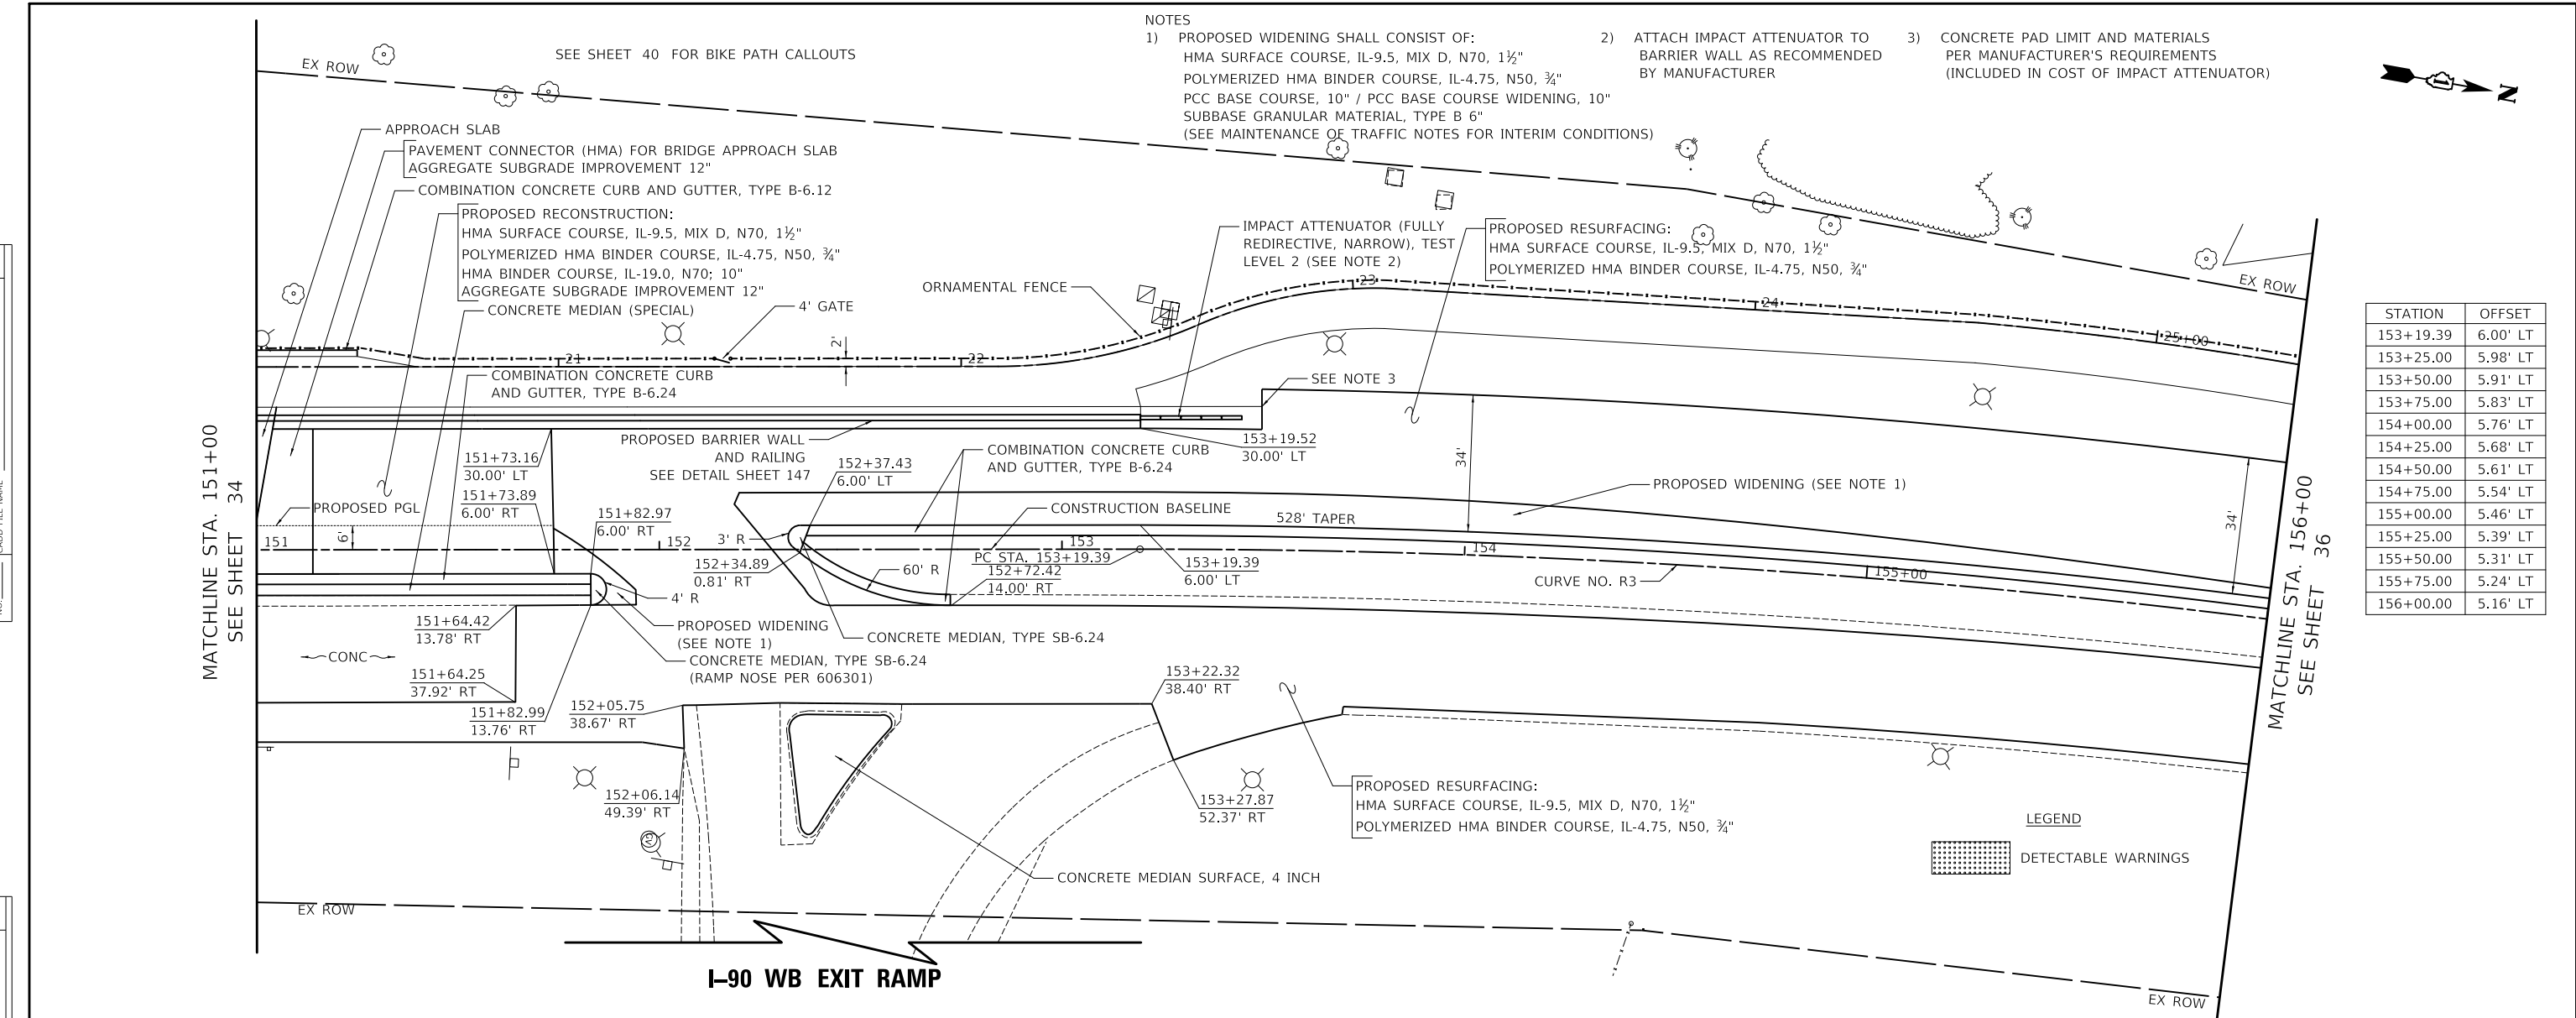 NOTES
1) PROPOSED WIDENING SHALL CONSIST OF:
HMA SURFACE COURSE, IL-9.5, MIX D, N70, 1½"
POLYMERIZED HMA BINDER COURSE, IL-4.75, N50, ¾"
PCC BASE COURSE, 10" / PCC BASE COURSE WIDENING, 10"
SUBBASE GRANULAR MATERIAL, TYPE B 6"
(SEE MAINTENANCE OF TRAFFIC NOTES FOR INTERIM CONDITIONS)
2) ATTACH IMPACT ATTENUATOR TO
BARRIER WALL AS RECOMMENDED
BY MANUFACTURER
3) CONCRETE PAD LIMIT AND MATERIALS
PER MANUFACTURER'S REQUIREMENTS
(INCLUDED IN COST OF IMPACT ATTENUATOR)
N
SEE SHEET 40 FOR BIKE PATH CALLOUTS
EX ROW
APPROACH SLAB
PAVEMENT CONNECTOR (HMA) FOR BRIDGE APPROACH SLAB
AGGREGATE SUBGRADE IMPROVEMENT 12"
COMBINATION CONCRETE CURB AND GUTTER, TYPE B-6.12
PROPOSED RECONSTRUCTION:
HMA SURFACE COURSE, IL-9.5, MIX D, N70, 1½"
POLYMERIZED HMA BINDER COURSE, IL-4.75, N50, ¾"
HMA BINDER COURSE, IL-19.0, N70; 10"
AGGREGATE SUBGRADE IMPROVEMENT 12"
CONCRETE MEDIAN (SPECIAL)
4' GATE
ORNAMENTAL FENCE
IMPACT ATTENUATOR (FULLY
REDIRECTIVE, NARROW), TEST
LEVEL 2 (SEE NOTE 2)
PROPOSED RESURFACING:
HMA SURFACE COURSE, IL-9.5, MIX D, N70, 1½"
POLYMERIZED HMA BINDER COURSE, IL-4.75, N50, ¾"
EX ROW
21
2'
22
23
24
25+00
COMBINATION CONCRETE CURB
AND GUTTER, TYPE B-6.24
SEE NOTE 3
MATCHLINE STA. 151+00
SEE SHEET 34
PROPOSED BARRIER WALL
AND RAILING
SEE DETAIL SHEET 147
151+73.16
30.00' LT
151+73.89
6.00' RT
PROPOSED PGL
6'
151
151+82.97
6.00' RT
152
152+37.43
6.00' LT
COMBINATION CONCRETE CURB
AND GUTTER, TYPE B-6.24
153+19.52
30.00' LT
34'
PROPOSED WIDENING (SEE NOTE 1)
CONSTRUCTION BASELINE
528' TAPER
3' R
152+34.89
0.81' RT
60' R
153
PC STA. 153+19.39
152+72.42
14.00' RT
153+19.39
6.00' LT
154
CURVE NO. R3
155+00
34'
MATCHLINE STA. 156+00
SEE SHEET 36
4' R
151+64.42
13.78' RT
PROPOSED WIDENING
(SEE NOTE 1)
CONCRETE MEDIAN, TYPE SB-6.24
CONCRETE MEDIAN, TYPE SB-6.24
(RAMP NOSE PER 606301)
CONC
151+64.25
37.92' RT
151+82.99
13.76' RT
152+05.75
38.67' RT
153+22.32
38.40' RT
152+06.14
49.39' RT
153+27.87
52.37' RT
PROPOSED RESURFACING:
HMA SURFACE COURSE, IL-9.5, MIX D, N70, 1½"
POLYMERIZED HMA BINDER COURSE, IL-4.75, N50, ¾"
CONCRETE MEDIAN SURFACE, 4 INCH
EX ROW
I-90 WB EXIT RAMP
EX ROW
LEGEND
DETECTABLE WARNINGS
STATION OFFSET
153+19.39 6.00' LT
153+25.00 5.98' LT
153+50.00 5.91' LT
153+75.00 5.83' LT
154+00.00 5.76' LT
154+25.00 5.68' LT
154+50.00 5.61' LT
154+75.00 5.54' LT
155+00.00 5.46' LT
155+25.00 5.39' LT
155+50.00 5.31' LT
155+75.00 5.24' LT
156+00.00 5.16' LT